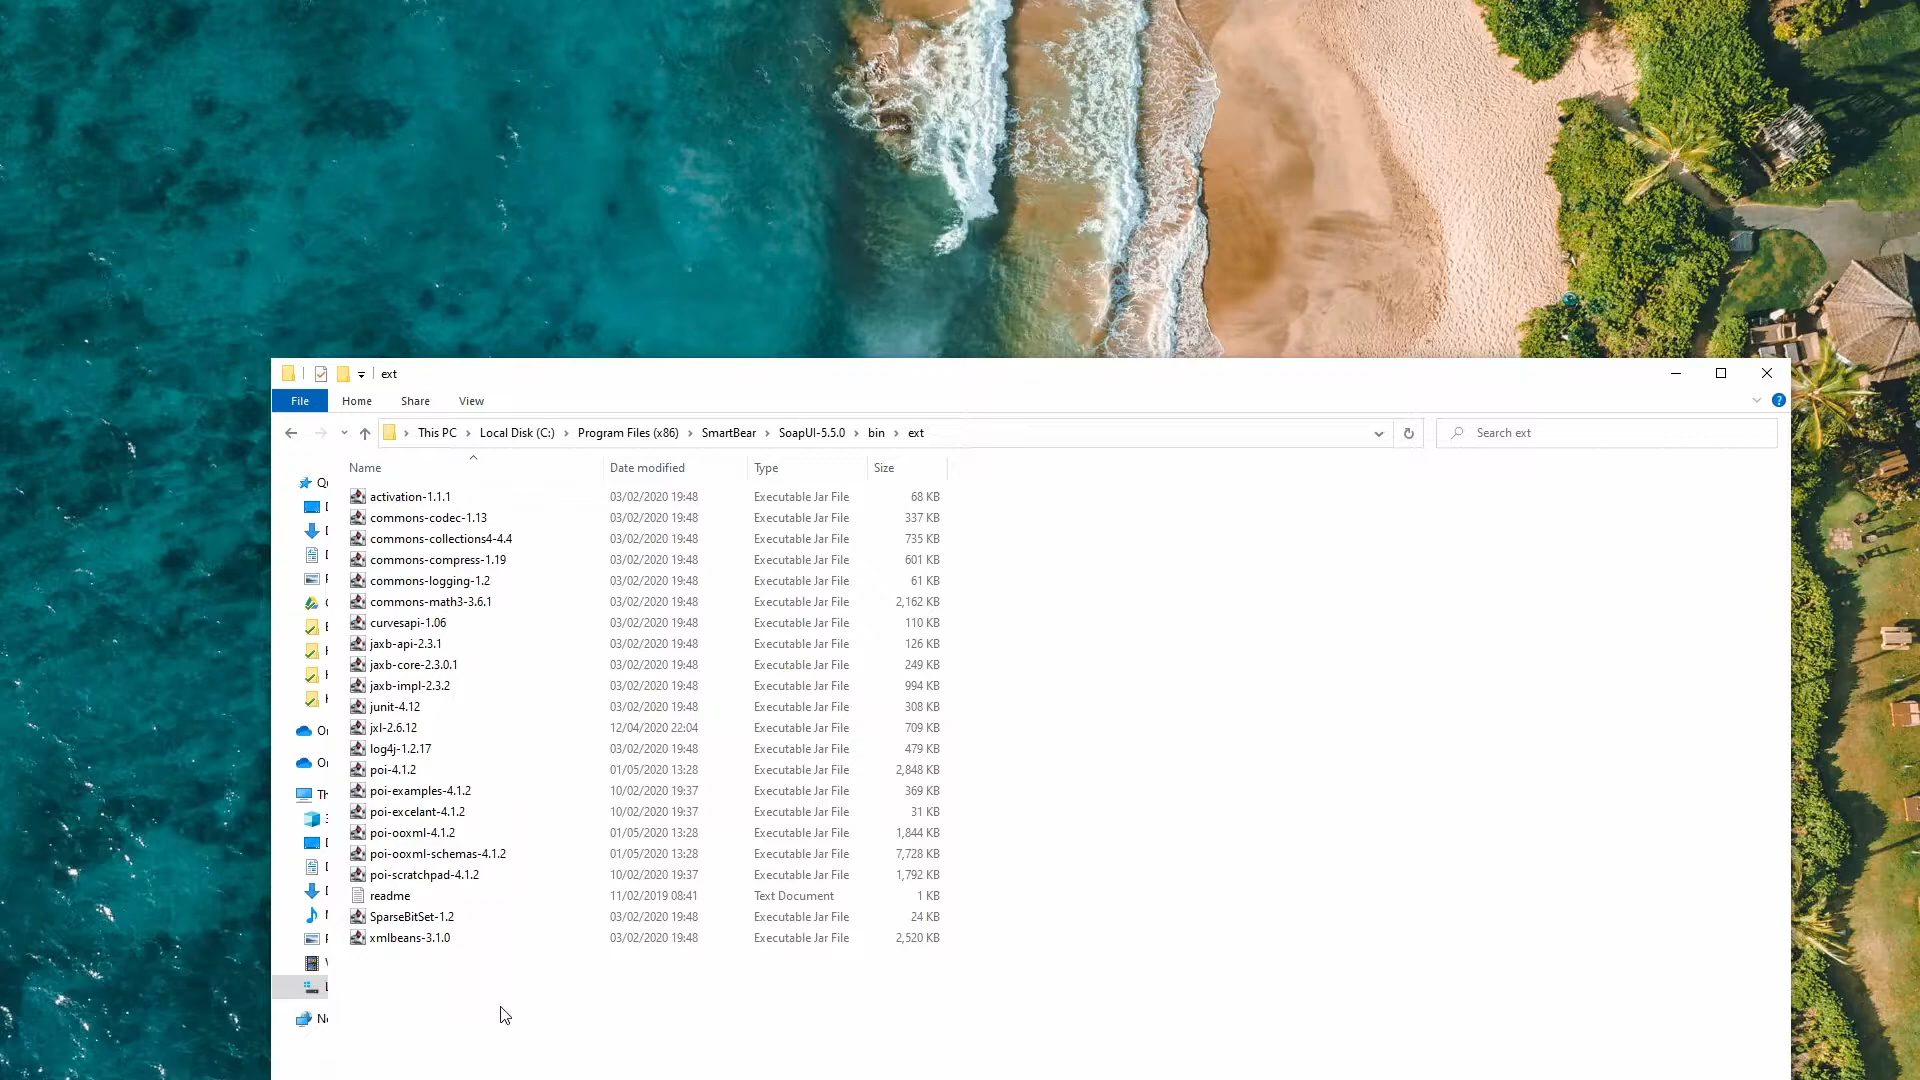 ext
File Home Share View
This PC Local Disk (C:) Program Files (x86) SmartBear SoapUI-5.5.0 bin ext Search ext
Name Date modified Type Size
activation-1.1.1 03/02/2020 19:48 Executable Jar File 68 KB
commons-codec-1.13 03/02/2020 19:48 Executable Jar File 337 KB
commons-collections4-4.4 03/02/2020 19:48 Executable Jar File 735 KB
commons-compress-1.19 03/02/2020 19:48 Executable Jar File 601 KB
commons-logging-1.2 03/02/2020 19:48 Executable Jar File 61 KB
commons-math3-3.6.1 03/02/2020 19:48 Executable Jar File 2,162 KB
curvesapi-1.06 03/02/2020 19:48 Executable Jar File 110 KB
jaxb-api-2.3.1 03/02/2020 19:48 Executable Jar File 126 KB
jaxb-core-2.3.0.1 03/02/2020 19:48 Executable Jar File 249 KB
jaxb-impl-2.3.2 03/02/2020 19:48 Executable Jar File 994 KB
junit-4.12 03/02/2020 19:48 Executable Jar File 308 KB
jxl-2.6.12 12/04/2020 22:04 Executable Jar File 709 KB
log4j-1.2.17 03/02/2020 19:48 Executable Jar File 479 KB
poi-4.1.2 01/05/2020 13:28 Executable Jar File 2,848 KB
poi-examples-4.1.2 10/02/2020 19:37 Executable Jar File 369 KB
poi-excelant-4.1.2 10/02/2020 19:37 Executable Jar File 31 KB
poi-ooxml-4.1.2 01/05/2020 13:28 Executable Jar File 1,844 KB
poi-ooxml-schemas-4.1.2 01/05/2020 13:28 Executable Jar File 7,728 KB
poi-scratchpad-4.1.2 10/02/2020 19:37 Executable Jar File 1,792 KB
readme 11/02/2019 08:41 Text Document 1 KB
SparseBitSet-1.2 03/02/2020 19:48 Executable Jar File 24 KB
xmlbeans-3.1.0 03/02/2020 19:48 Executable Jar File 2,520 KB